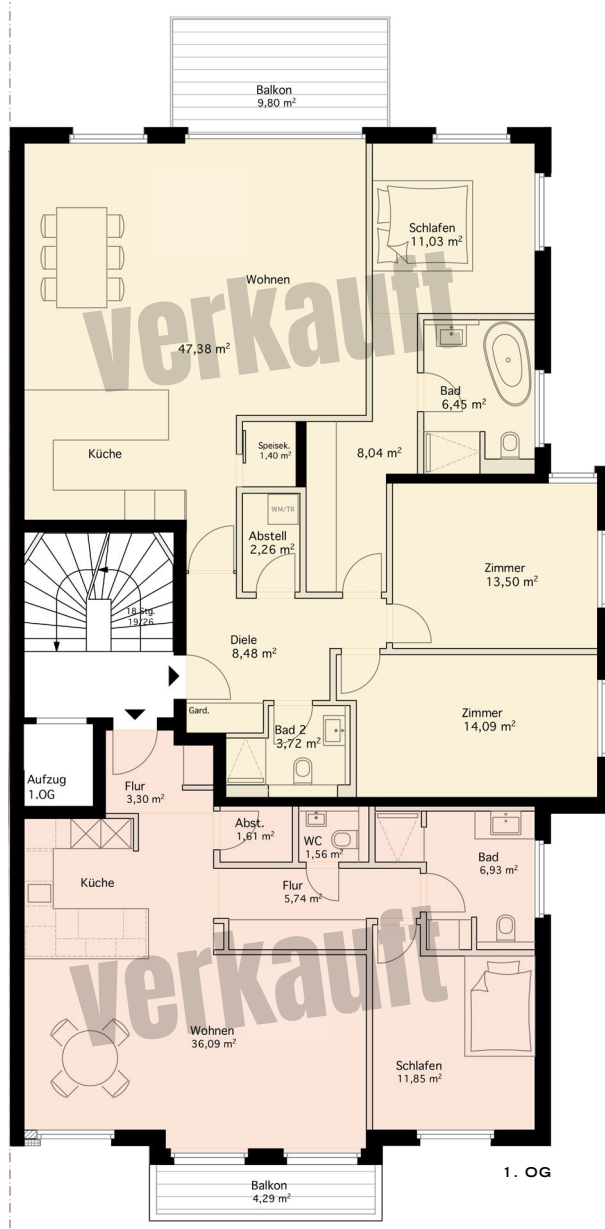 Balkon
9,80 m²
Schlafen
11,03 m²
Wohnen
verkauft
47,38 m²
Bad
6,45 m²
Küche
Speisek.
1,40 m²
8,04 m²
WM/TR
Abstell
2,26 m²
Zimmer
13,50 m²
18 Stg.
19/26
Diele
8,48 m²
Gard.
Zimmer
14,09 m²
Bad 2
3,72 m²
Aufzug
1.OG
Flur
3,30 m²
Abst.
1,61 m²
WC
1,56 m²
Bad
6,93 m²
Küche
Flur
5,74 m²
verkauft
Wohnen
36,09 m²
Schlafen
11,85 m²
Balkon
4,29 m²
1. OG